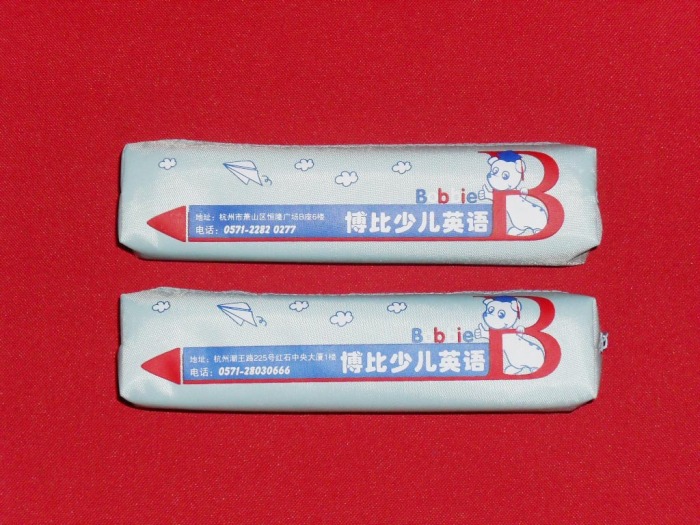 Bobbie
B
地址：杭州市萧山区恒隆广场B座6楼
电话：0571-2282 0277
博比少儿英语
Bobbie
B
地址：杭州潮王路225号红石中央大厦1楼
电话：0571-28030666
博比少儿英语